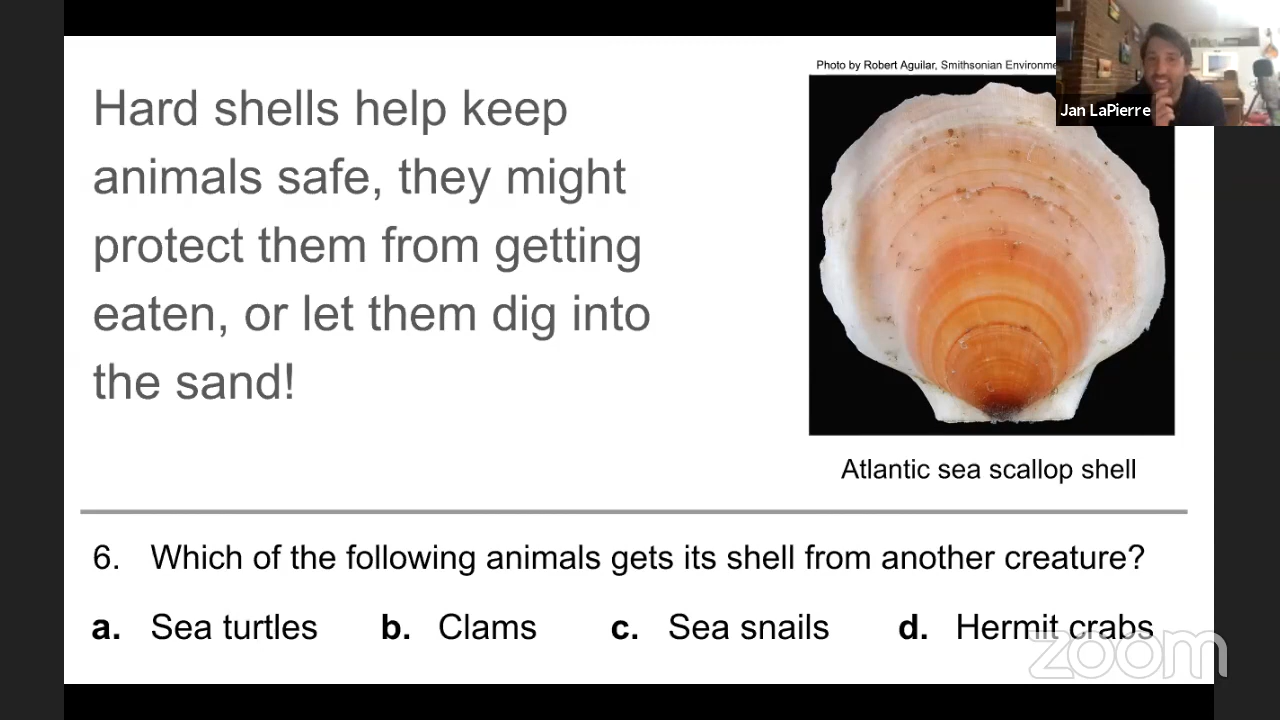 Photo by Robert Aguilar, Smithsonian Environme
Jan LaPierre
Hard shells help keep
animals safe, they might
protect them from getting
eaten, or let them dig into
the sand!
Atlantic sea scallop shell
6. Which of the following animals gets its shell from another creature?
a. Sea turtles b. Clams c. Sea snails d. Hermit crabs
zoom